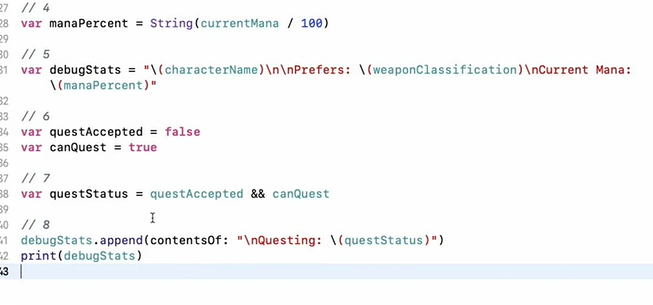 27 // 4
28 var manaPercent = String(currentMana / 100)
29
30 // 5
31 var debugStats = "\(characterName)\n\nPrefers: \(weaponClassification)\nCurrent Mana:
\(manaPercent)"
32
33 // 6
34 var questAccepted = false
35 var canQuest = true
36
37 // 7
38 var questStatus = questAccepted && canQuest
39
40 // 8
41 debugStats.append(contentsOf: "\nQuesting: \(questStatus)")
42 print(debugStats)
43